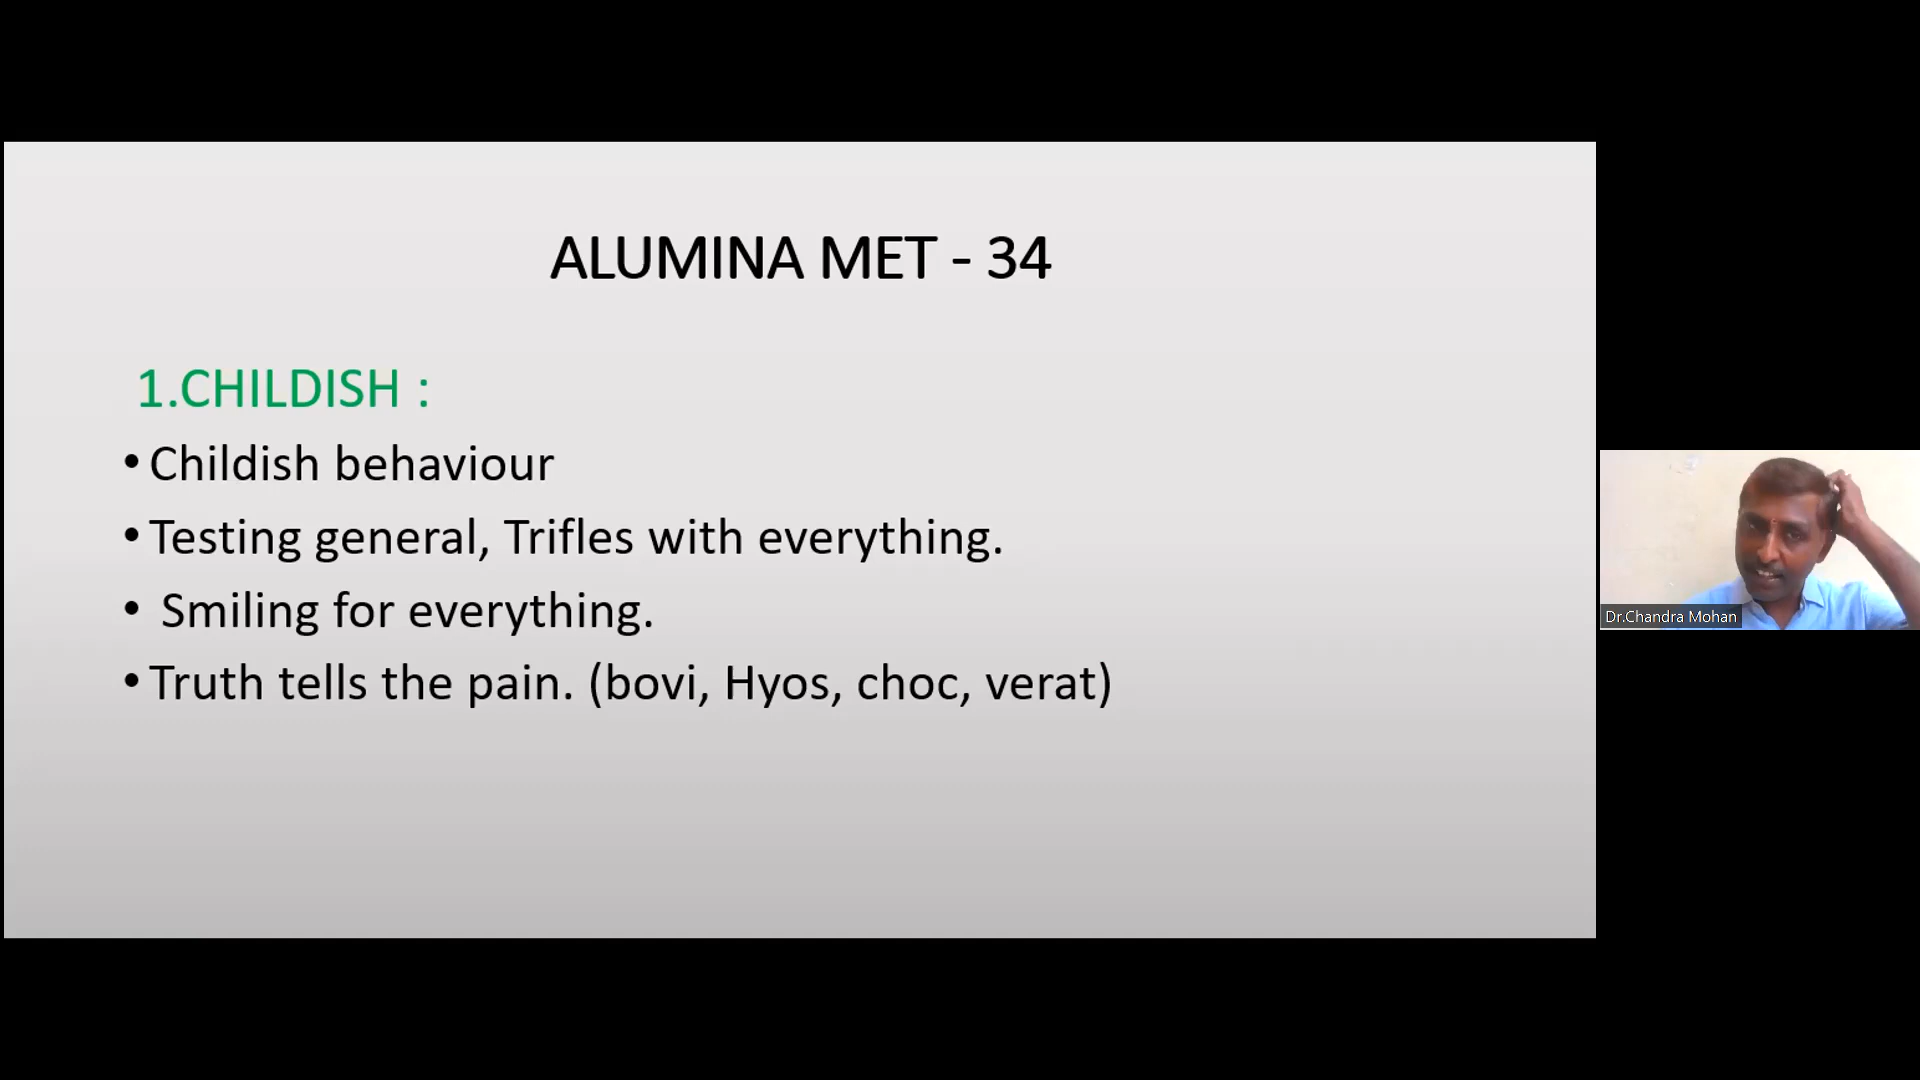 ALUMINA MET - 34
1.CHILDISH :
• Childish behaviour
• Testing general, Trifles with everything.
• Smiling for everything.
• Truth tells the pain. (bovi, Hyos, choc, verat)
Dr.Chandra Mohan